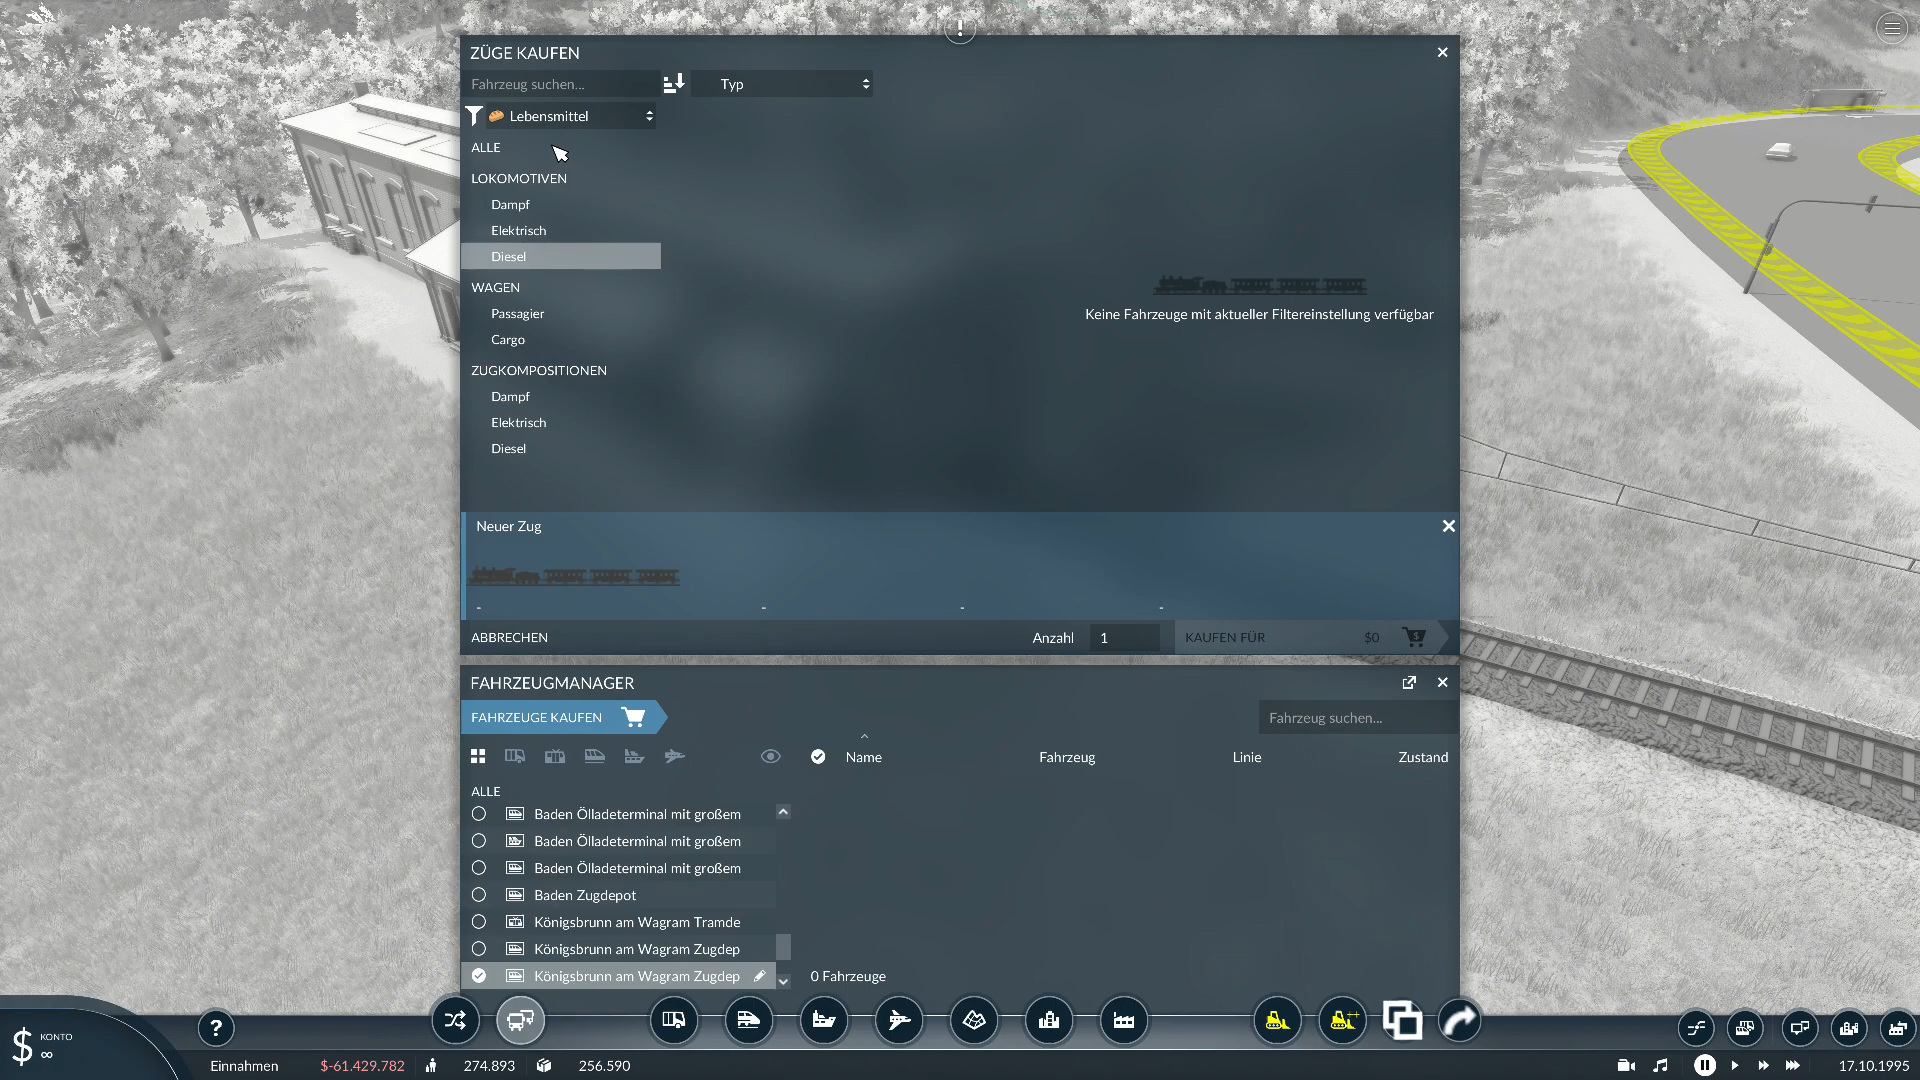 ZÜGE KAUFEN
Fahrzeug suchen...
Typ
Lebensmittel
ALLE
LOKOMOTIVEN
Dampf
Elektrisch
Diesel
WAGEN
Passagier
Cargo
ZUGKOMPOSITIONEN
Dampf
Elektrisch
Diesel
Keine Fahrzeuge mit aktueller Filtereinstellung verfügbar
Neuer Zug
- - - -
ABBRECHEN Anzahl 1 KAUFEN FÜR $0
FAHRZEUGMANAGER
FAHRZEUGE KAUFEN
Fahrzeug suchen...
Name Fahrzeug Linie Zustand
ALLE
Baden Ölladeterminal mit großem
Baden Ölladeterminal mit großem
Baden Ölladeterminal mit großem
Baden Zugdepot
Königsbrunn am Wagram Tramde
Königsbrunn am Wagram Zugdep
Königsbrunn am Wagram Zugdep
0 Fahrzeuge
?
$ KONTO
∞
Einnahmen $-61.429.782 274.893 256.590 17.10.1995